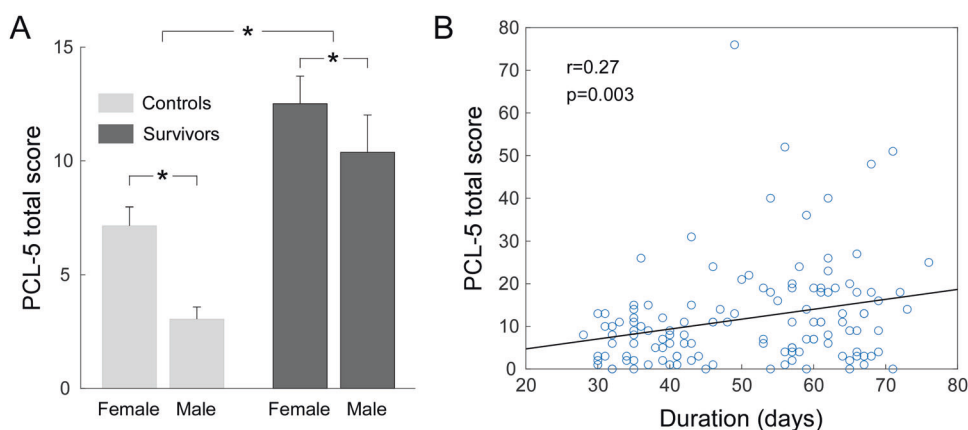 A
PCL-5 total score
15
10
5
0
Controls
Survivors
*
*
*
Female Male Female Male
B
PCL-5 total score
80
70
60
50
40
30
20
10
0
r=0.27
p=0.003
20 30 40 50 60 70 80
Duration (days)